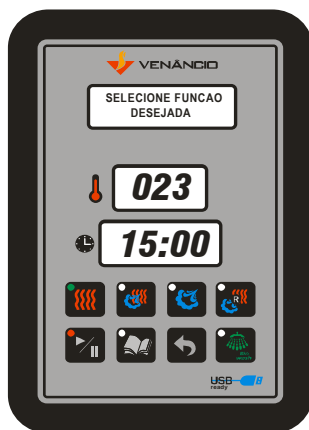 VENÂNCIO
SELECIONE FUNCAO
DESEJADA
023
15:00
R
USB
ready